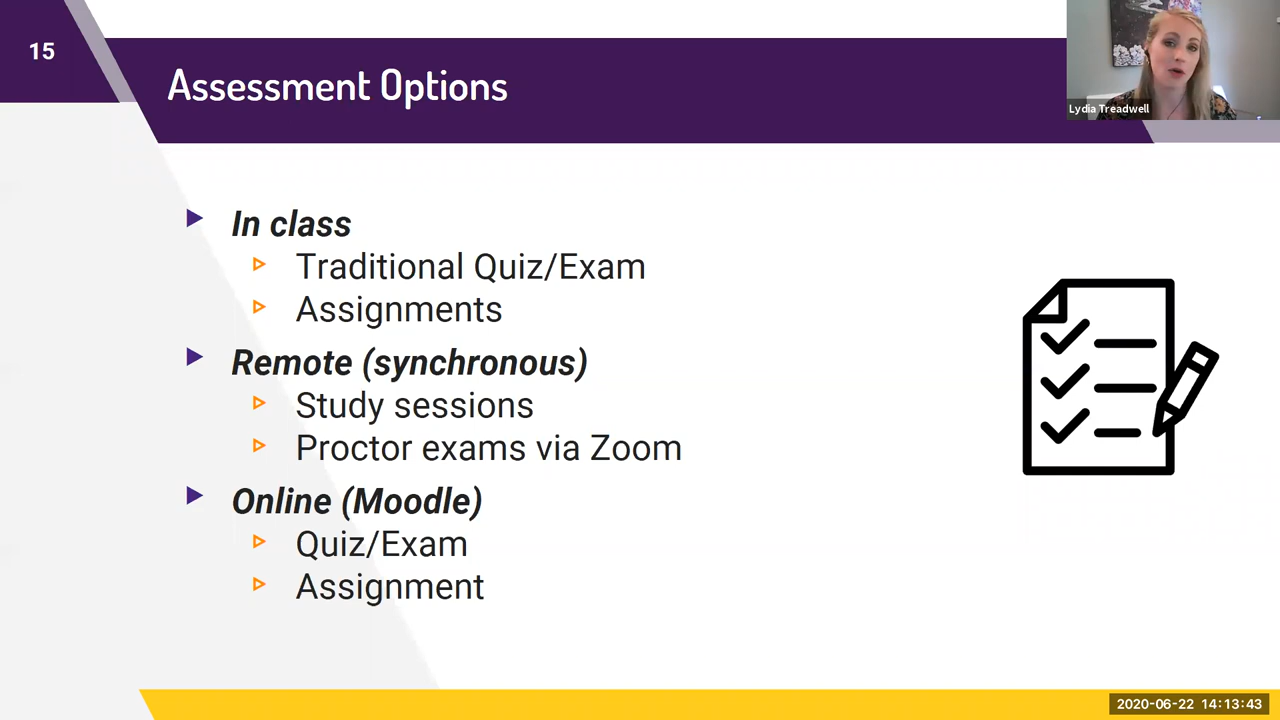 15
Assessment Options
Lydia Treadwell
In class
Traditional Quiz/Exam
Assignments
Remote (synchronous)
Study sessions
Proctor exams via Zoom
Online (Moodle)
Quiz/Exam
Assignment
2020-06-22 14:13:43